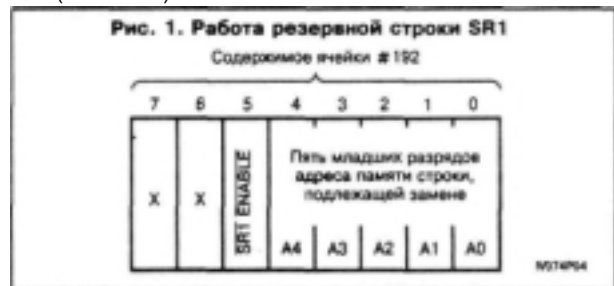 Рис. 1. Работа резервной строки SR1
Содержимое ячейки #192
7 6 5 4 3 2 1 0
X X SR1 ENABLE
Пять младших разрядов
адреса памяти строки,
подлежащей замене
A4 A3 A2 A1 A0